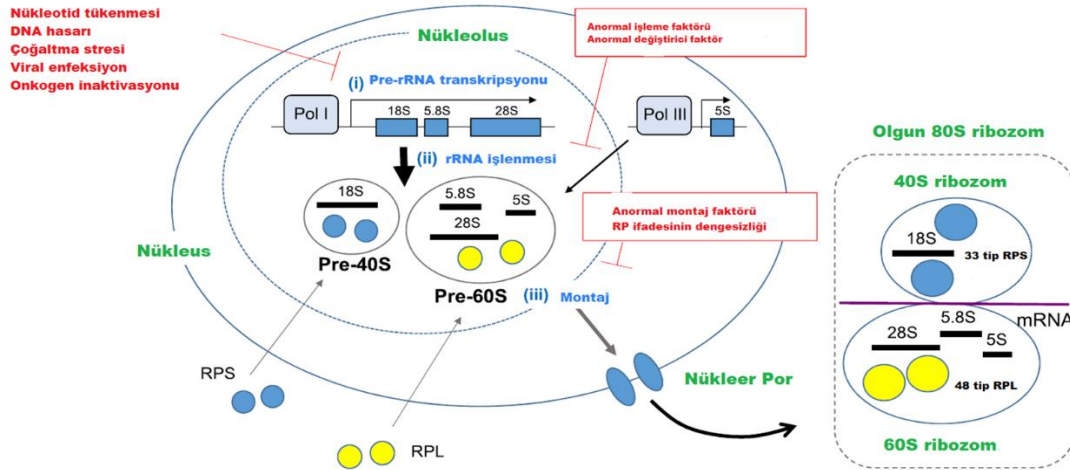 Nükleotid tükenmesi
DNA hasarı
Çoğaltma stresi
Viral enfeksiyon
Onkogen inaktivasyonu
Anormal işleme faktörü
Anormal değiştirici faktör
Nükleolus
(i) Pre-rRNA transkripsyonu
Pol I
18S
5.8S
28S
Pol III
5S
(ii) rRNA işlenmesi
18S
Pre-40S
5.8S
5S
28S
Pre-60S
Nükleus
Anormal montaj faktörü
RP ifadesinin dengesizliği
(iii) Montaj
RPS
RPL
Nükleer Por
Olgun 80S ribozom
40S ribozom
18S
33 tip RPS
mRNA
28S
5.8S
5S
48 tip RPL
60S ribozom